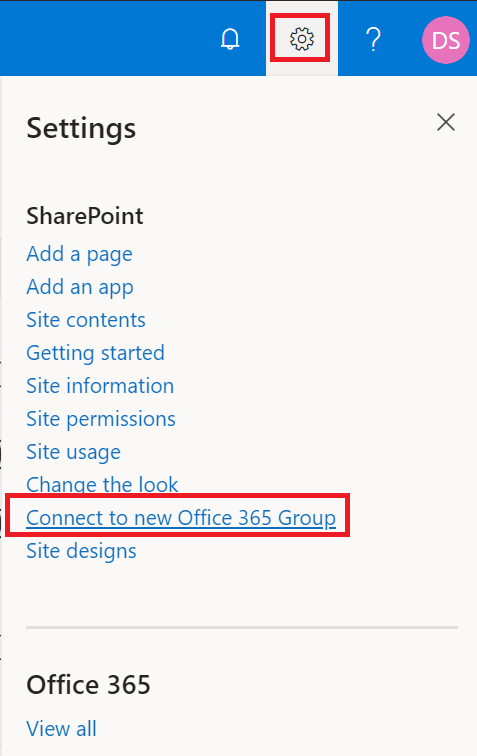 ?
DS
Settings
SharePoint
Add a page
Add an app
Site contents
Getting started
Site information
Site permissions
Site usage
Change the look
Connect to new Office 365 Group
Site designs
Office 365
View all